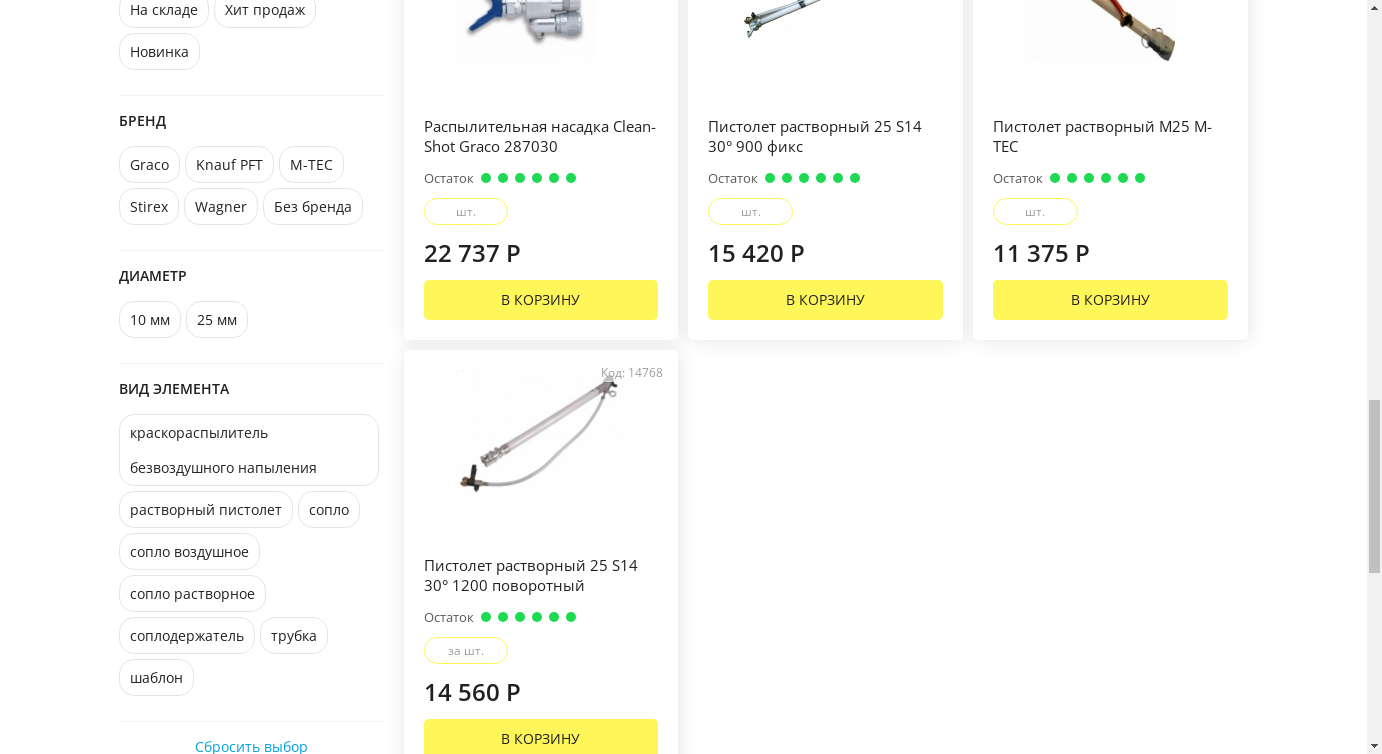 На складе
Хит продаж
Новинка
БРЕНД
Graco
Knauf PFT
M-TEC
Stirex
Wagner
Без бренда
ДИАМЕТР
10 мм
25 мм
ВИД ЭЛЕМЕНТА
краскораспылитель
безвоздушного напыления
растворный пистолет
сопло
сопло воздушное
сопло растворное
соплодержатель
трубка
шаблон
Сбросить выбор
Распылительная насадка Clean-
Shot Graco 287030
Остаток
шт.
22 737 Р
В КОРЗИНУ
Пистолет растворный 25 S14
30° 900 фикс
Остаток
шт.
15 420 Р
В КОРЗИНУ
Пистолет растворный M25 M-
TEC
Остаток
шт.
11 375 Р
В КОРЗИНУ
Код: 14768
Пистолет растворный 25 S14
30° 1200 поворотный
Остаток
за шт.
14 560 Р
В КОРЗИНУ